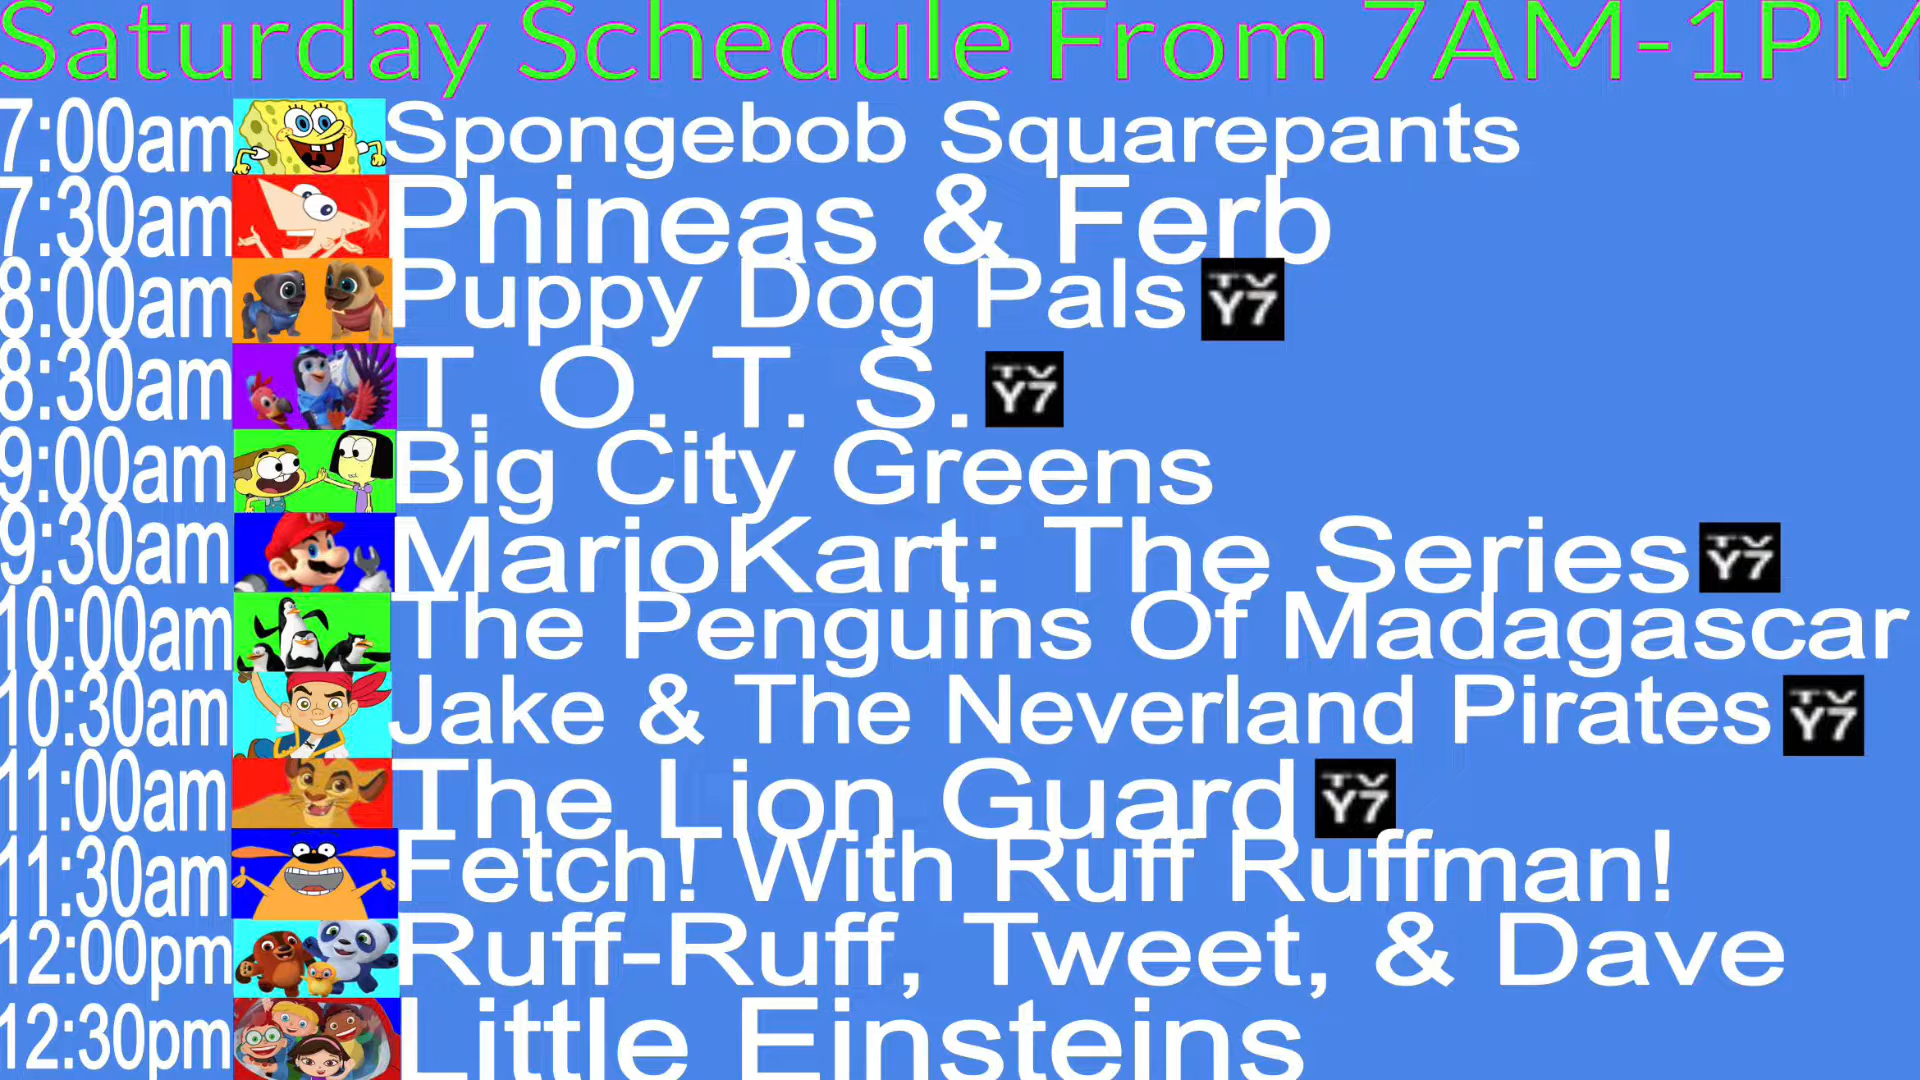 Saturday Schedule From 7AM-1PM
7:00am Spongebob Squarepants
7:30am Phineas & Ferb
8:00am Puppy Dog Pals TV Y7
8:30am T. O. T. S. TV Y7
9:00am Big City Greens
9:30am MarioKart: The Series TV Y7
10:00am The Penguins Of Madagascar
10:30am Jake & The Neverland Pirates TV Y7
11:00am The Lion Guard TV Y7
11:30am Fetch! With Ruff Ruffman!
12:00pm Ruff-Ruff, Tweet, & Dave
12:30pm Little Einsteins